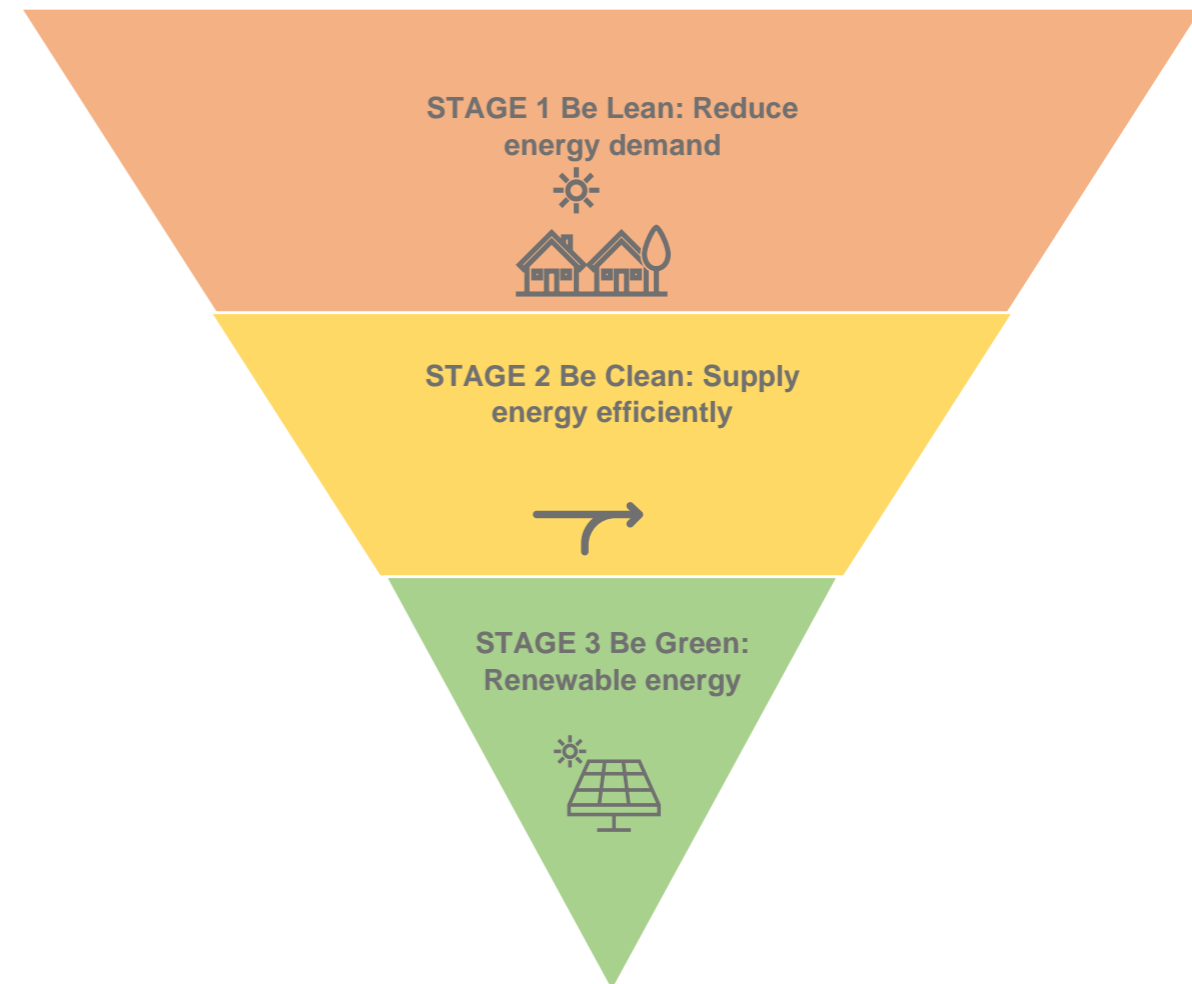 STAGE 1 Be Lean: Reduce
energy demand
STAGE 2 Be Clean: Supply
energy efficiently
STAGE 3 Be Green:
Renewable energy